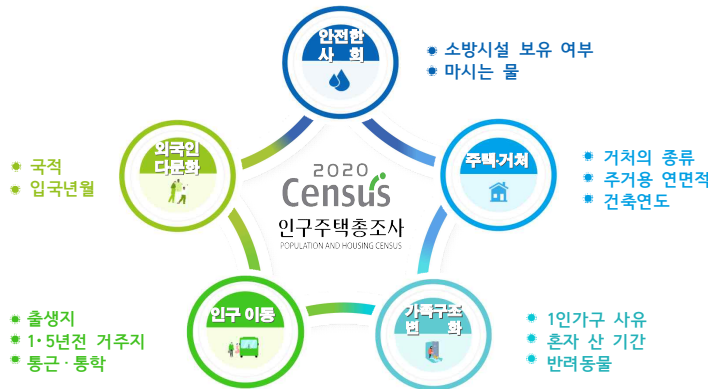 안전한
사 회
소방시설 보유 여부
마시는 물
외국인
다문화
국적
입국년월
주택·거처
거처의 종류
주거용 연면적
건축연도
2020
Census
인구주택총조사
POPULATION AND HOUSING CENSUS
인구 이동
출생지
1·5년전 거주지
통근·통학
가족구조
변 화
1인가구 사유
혼자 산 기간
반려동물